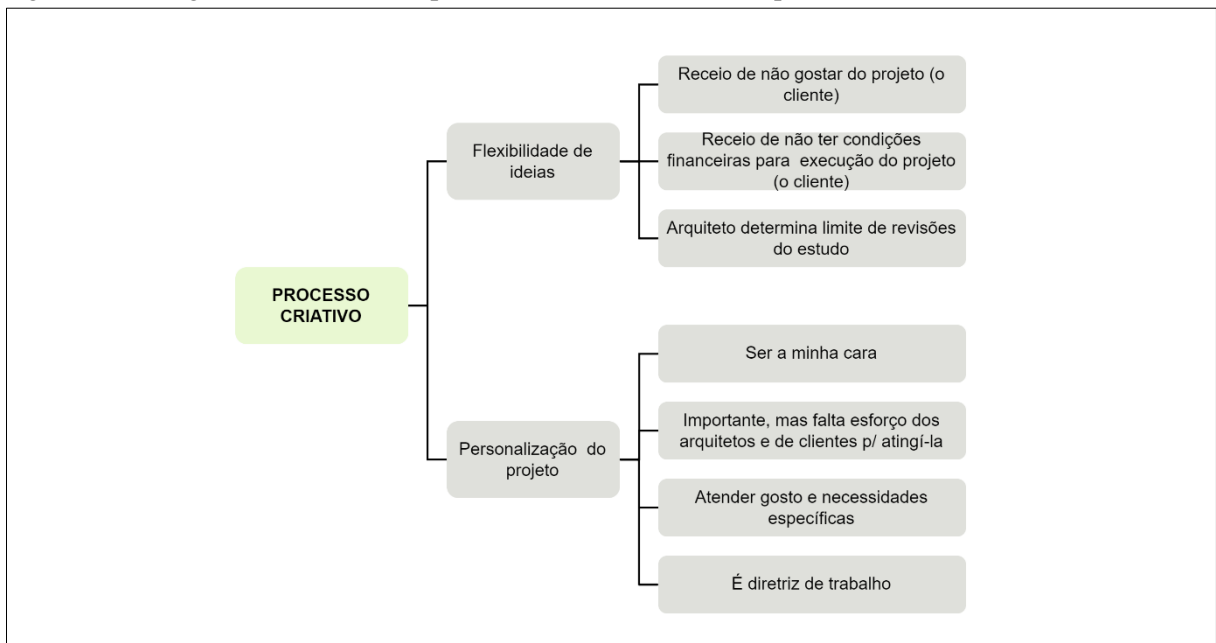 PROCESSO
CRIATIVO
Flexibilidade de
ideias
Receio de não gostar do projeto (o
cliente)
Receio de não ter condições
financeiras para execução do projeto
(o cliente)
Arquiteto determina limite de revisões
do estudo
Personalização do
projeto
Ser a minha cara
Importante, mas falta esforço dos
arquitetos e de clientes p/ atingí-la
Atender gosto e necessidades
específicas
É diretriz de trabalho